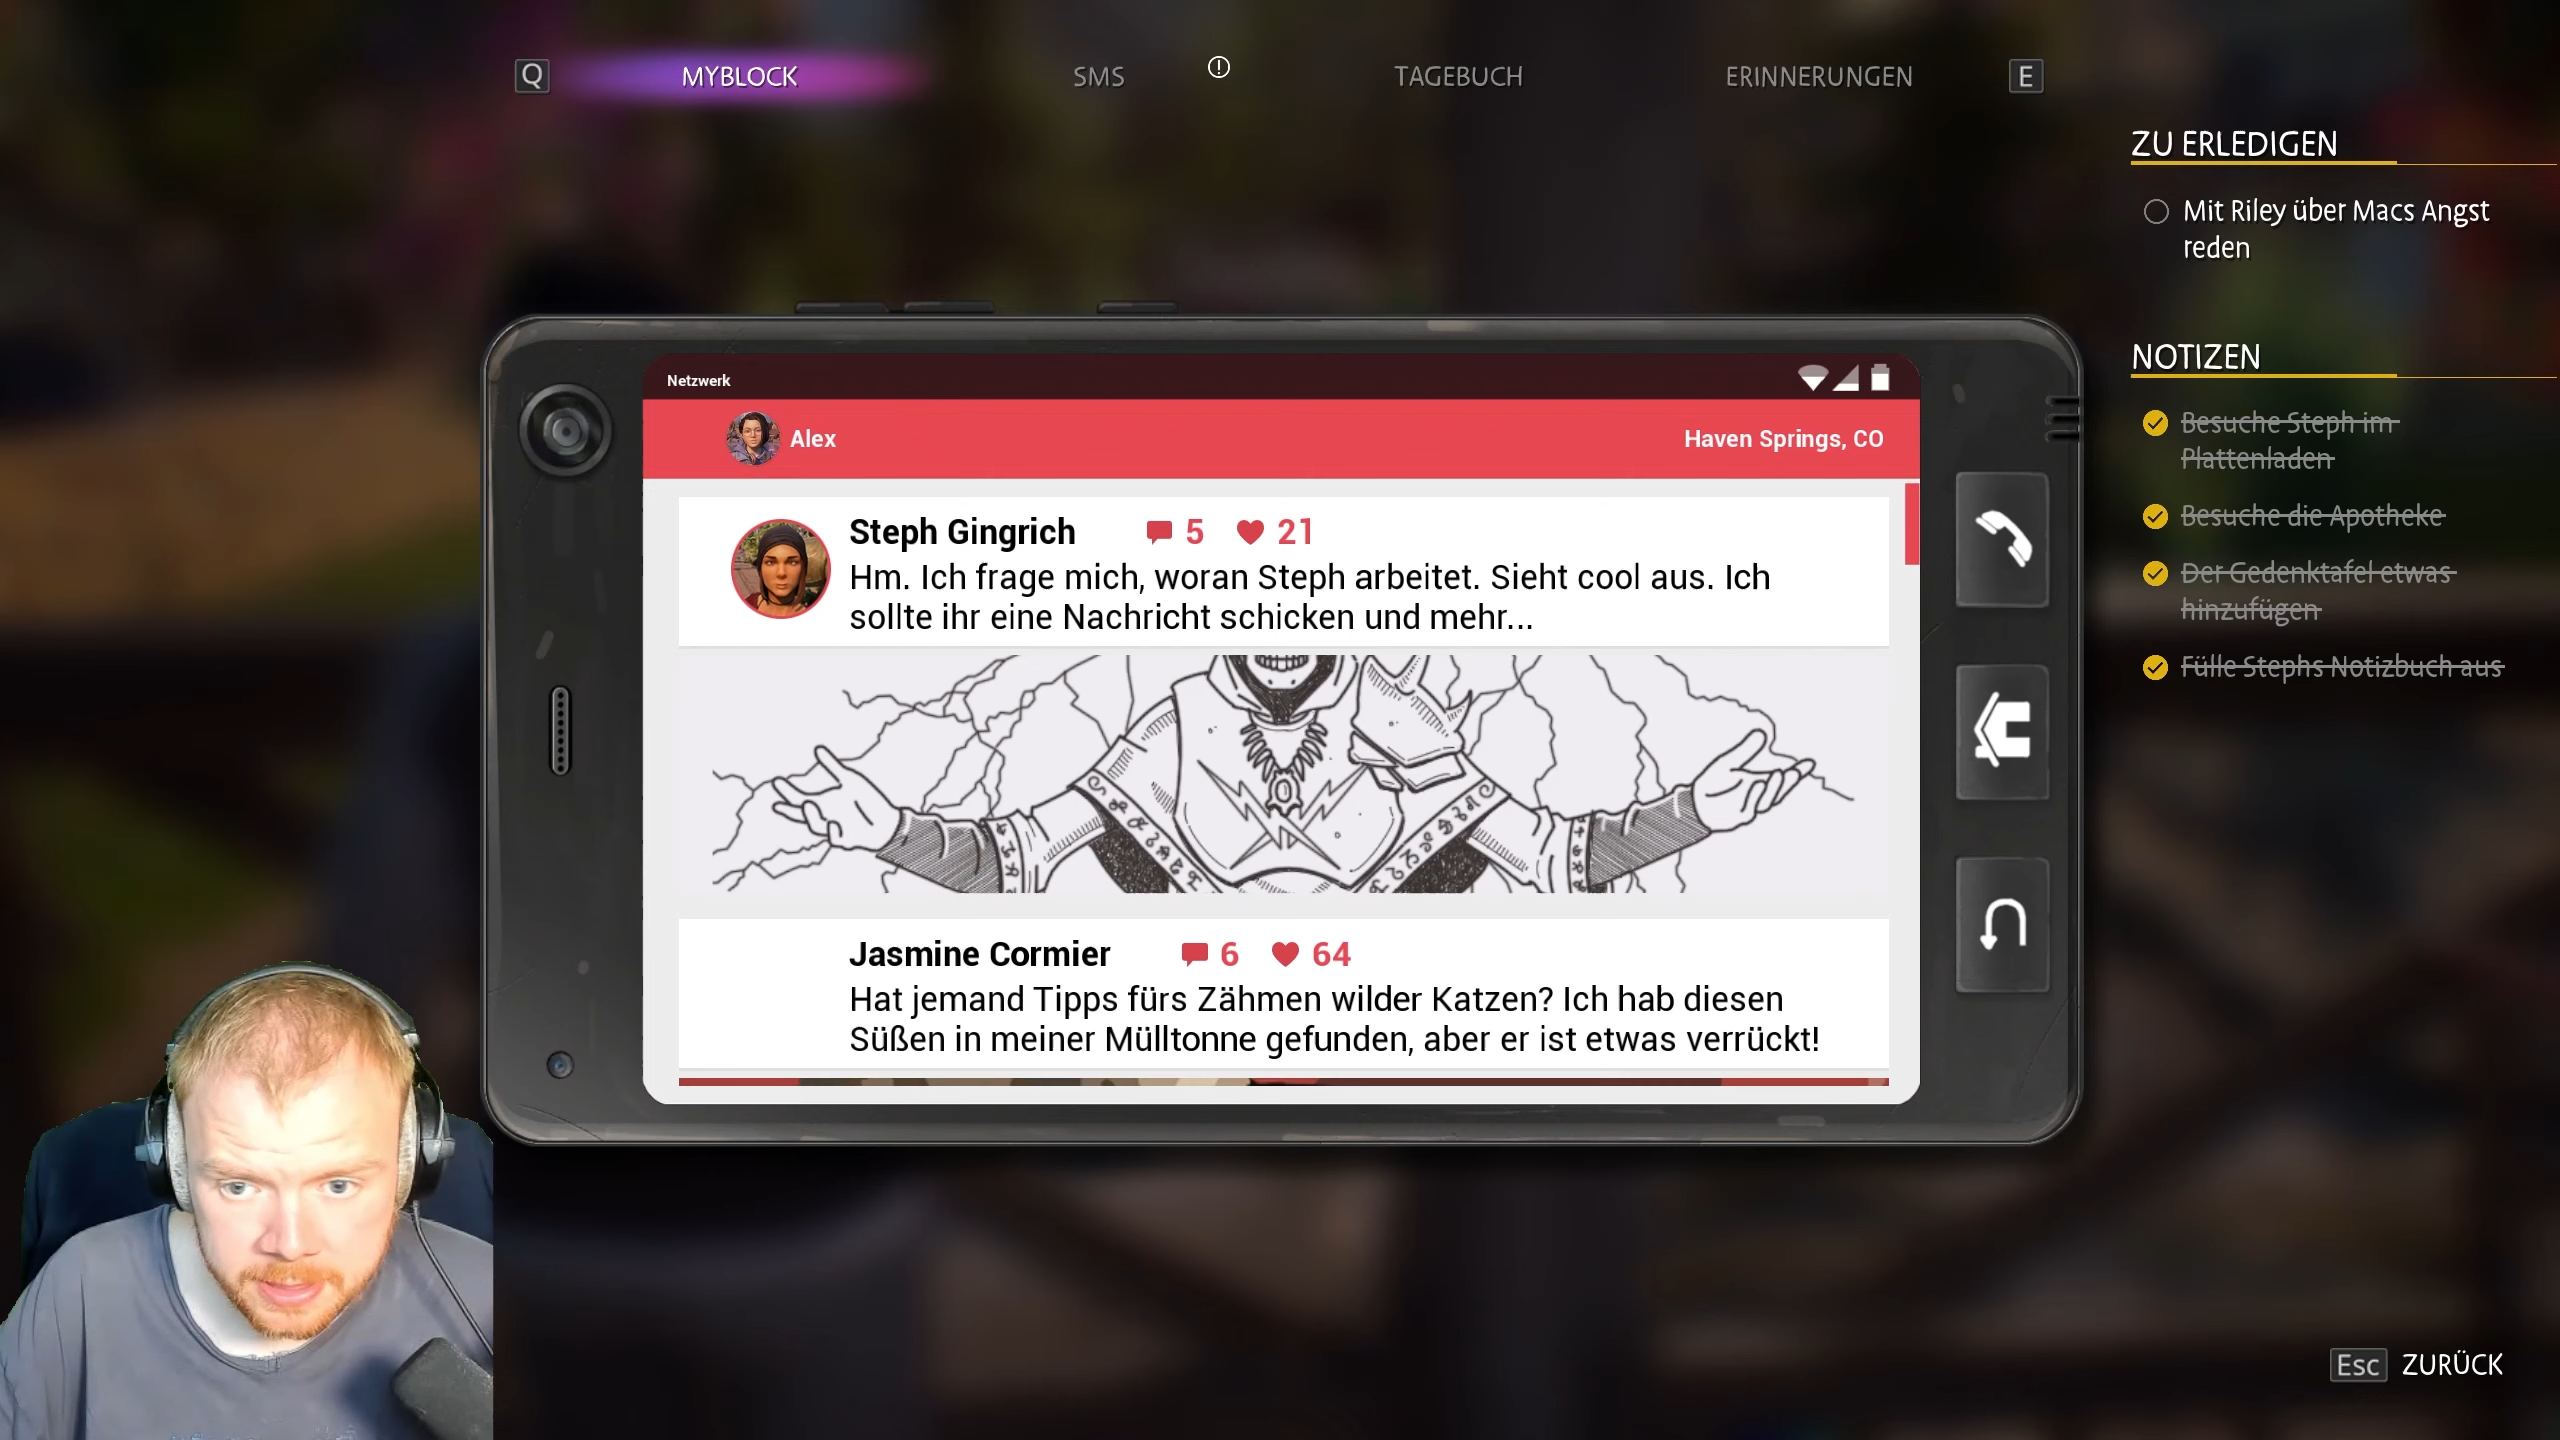 Q MYBLOCK SMS TAGEBUCH ERINNERUNGEN E
ZU ERLEDIGEN
Mit Riley über Macs Angst
reden
NOTIZEN
Besuche Steph im
Plattenladen
Besuche die Apotheke
Der Gedenktafel etwas
hinzufügen
Fülle Stephs Notizbuch aus
Netzwerk
Alex Haven Springs, CO
Steph Gingrich 5 21
Hm. Ich frage mich, woran Steph arbeitet. Sieht cool aus. Ich
sollte ihr eine Nachricht schicken und mehr...
Jasmine Cormier 6 64
Hat jemand Tipps fürs Zähmen wilder Katzen? Ich hab diesen
Süßen in meiner Mülltonne gefunden, aber er ist etwas verrückt!
Esc ZURÜCK